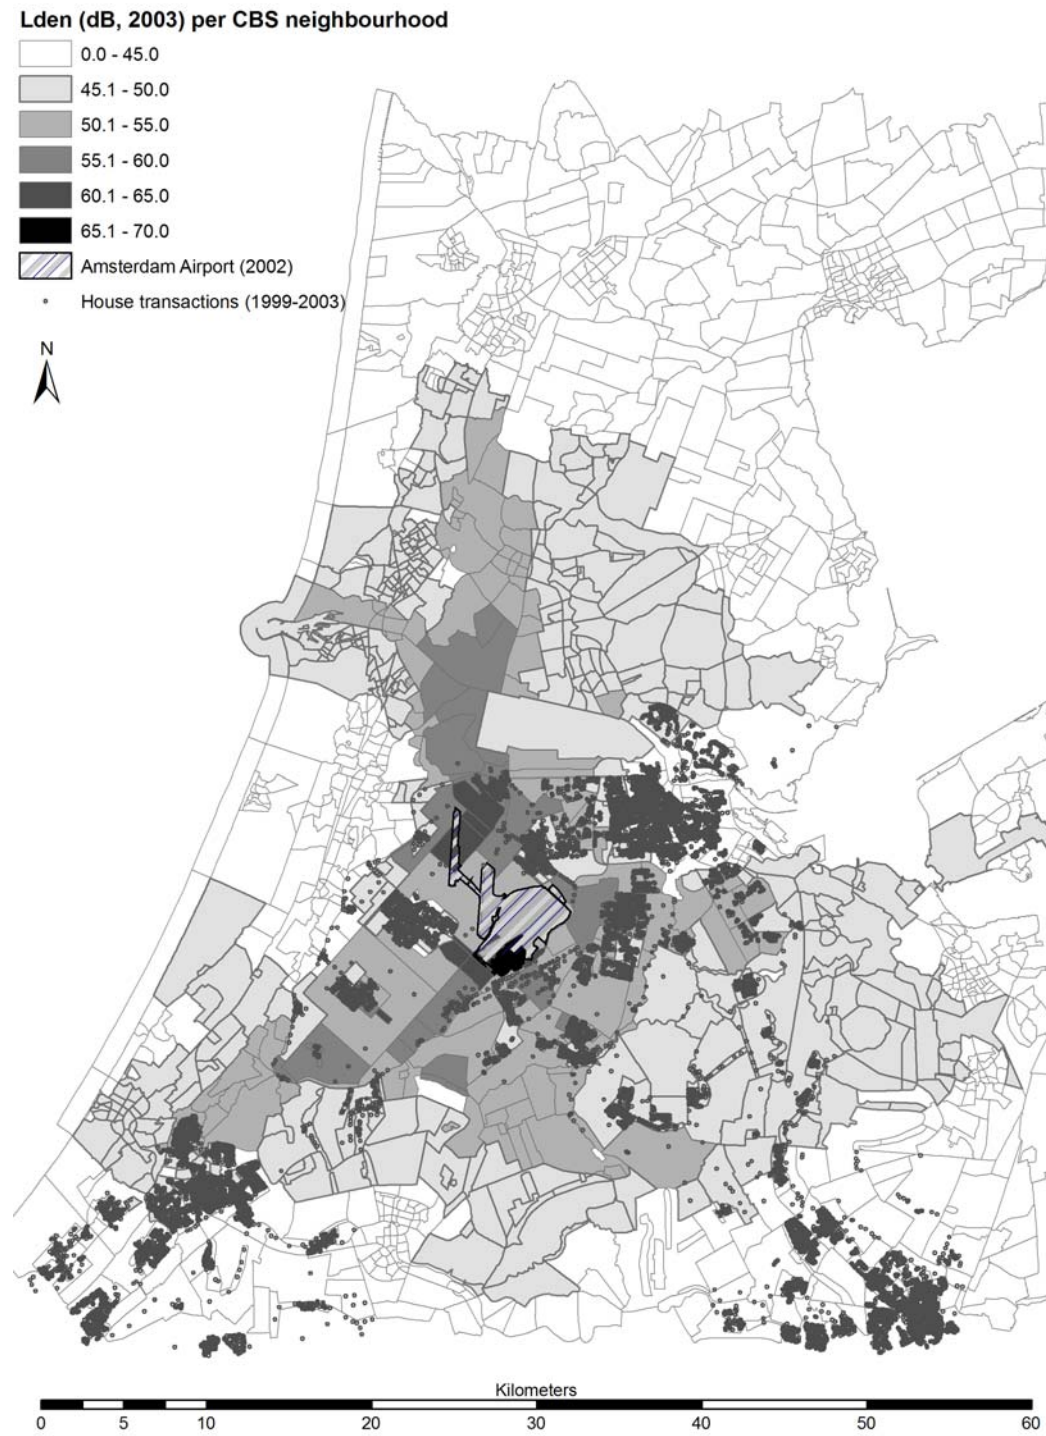 Lden (dB, 2003) per CBS neighbourhood
0.0 - 45.0
45.1 - 50.0
50.1 - 55.0
55.1 - 60.0
60.1 - 65.0
65.1 - 70.0
Amsterdam Airport (2002)
House transactions (1999-2003)
N
Kilometers
0 5 10 20 30 40 50 60